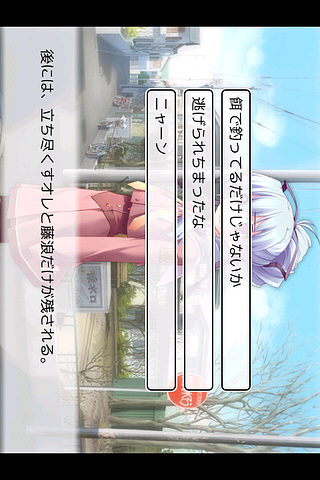 餌で釣ってるだけじゃないか
逃げられちまったな
ニャーン
後には、立ち尽くすオレと藤浪だけが残される。